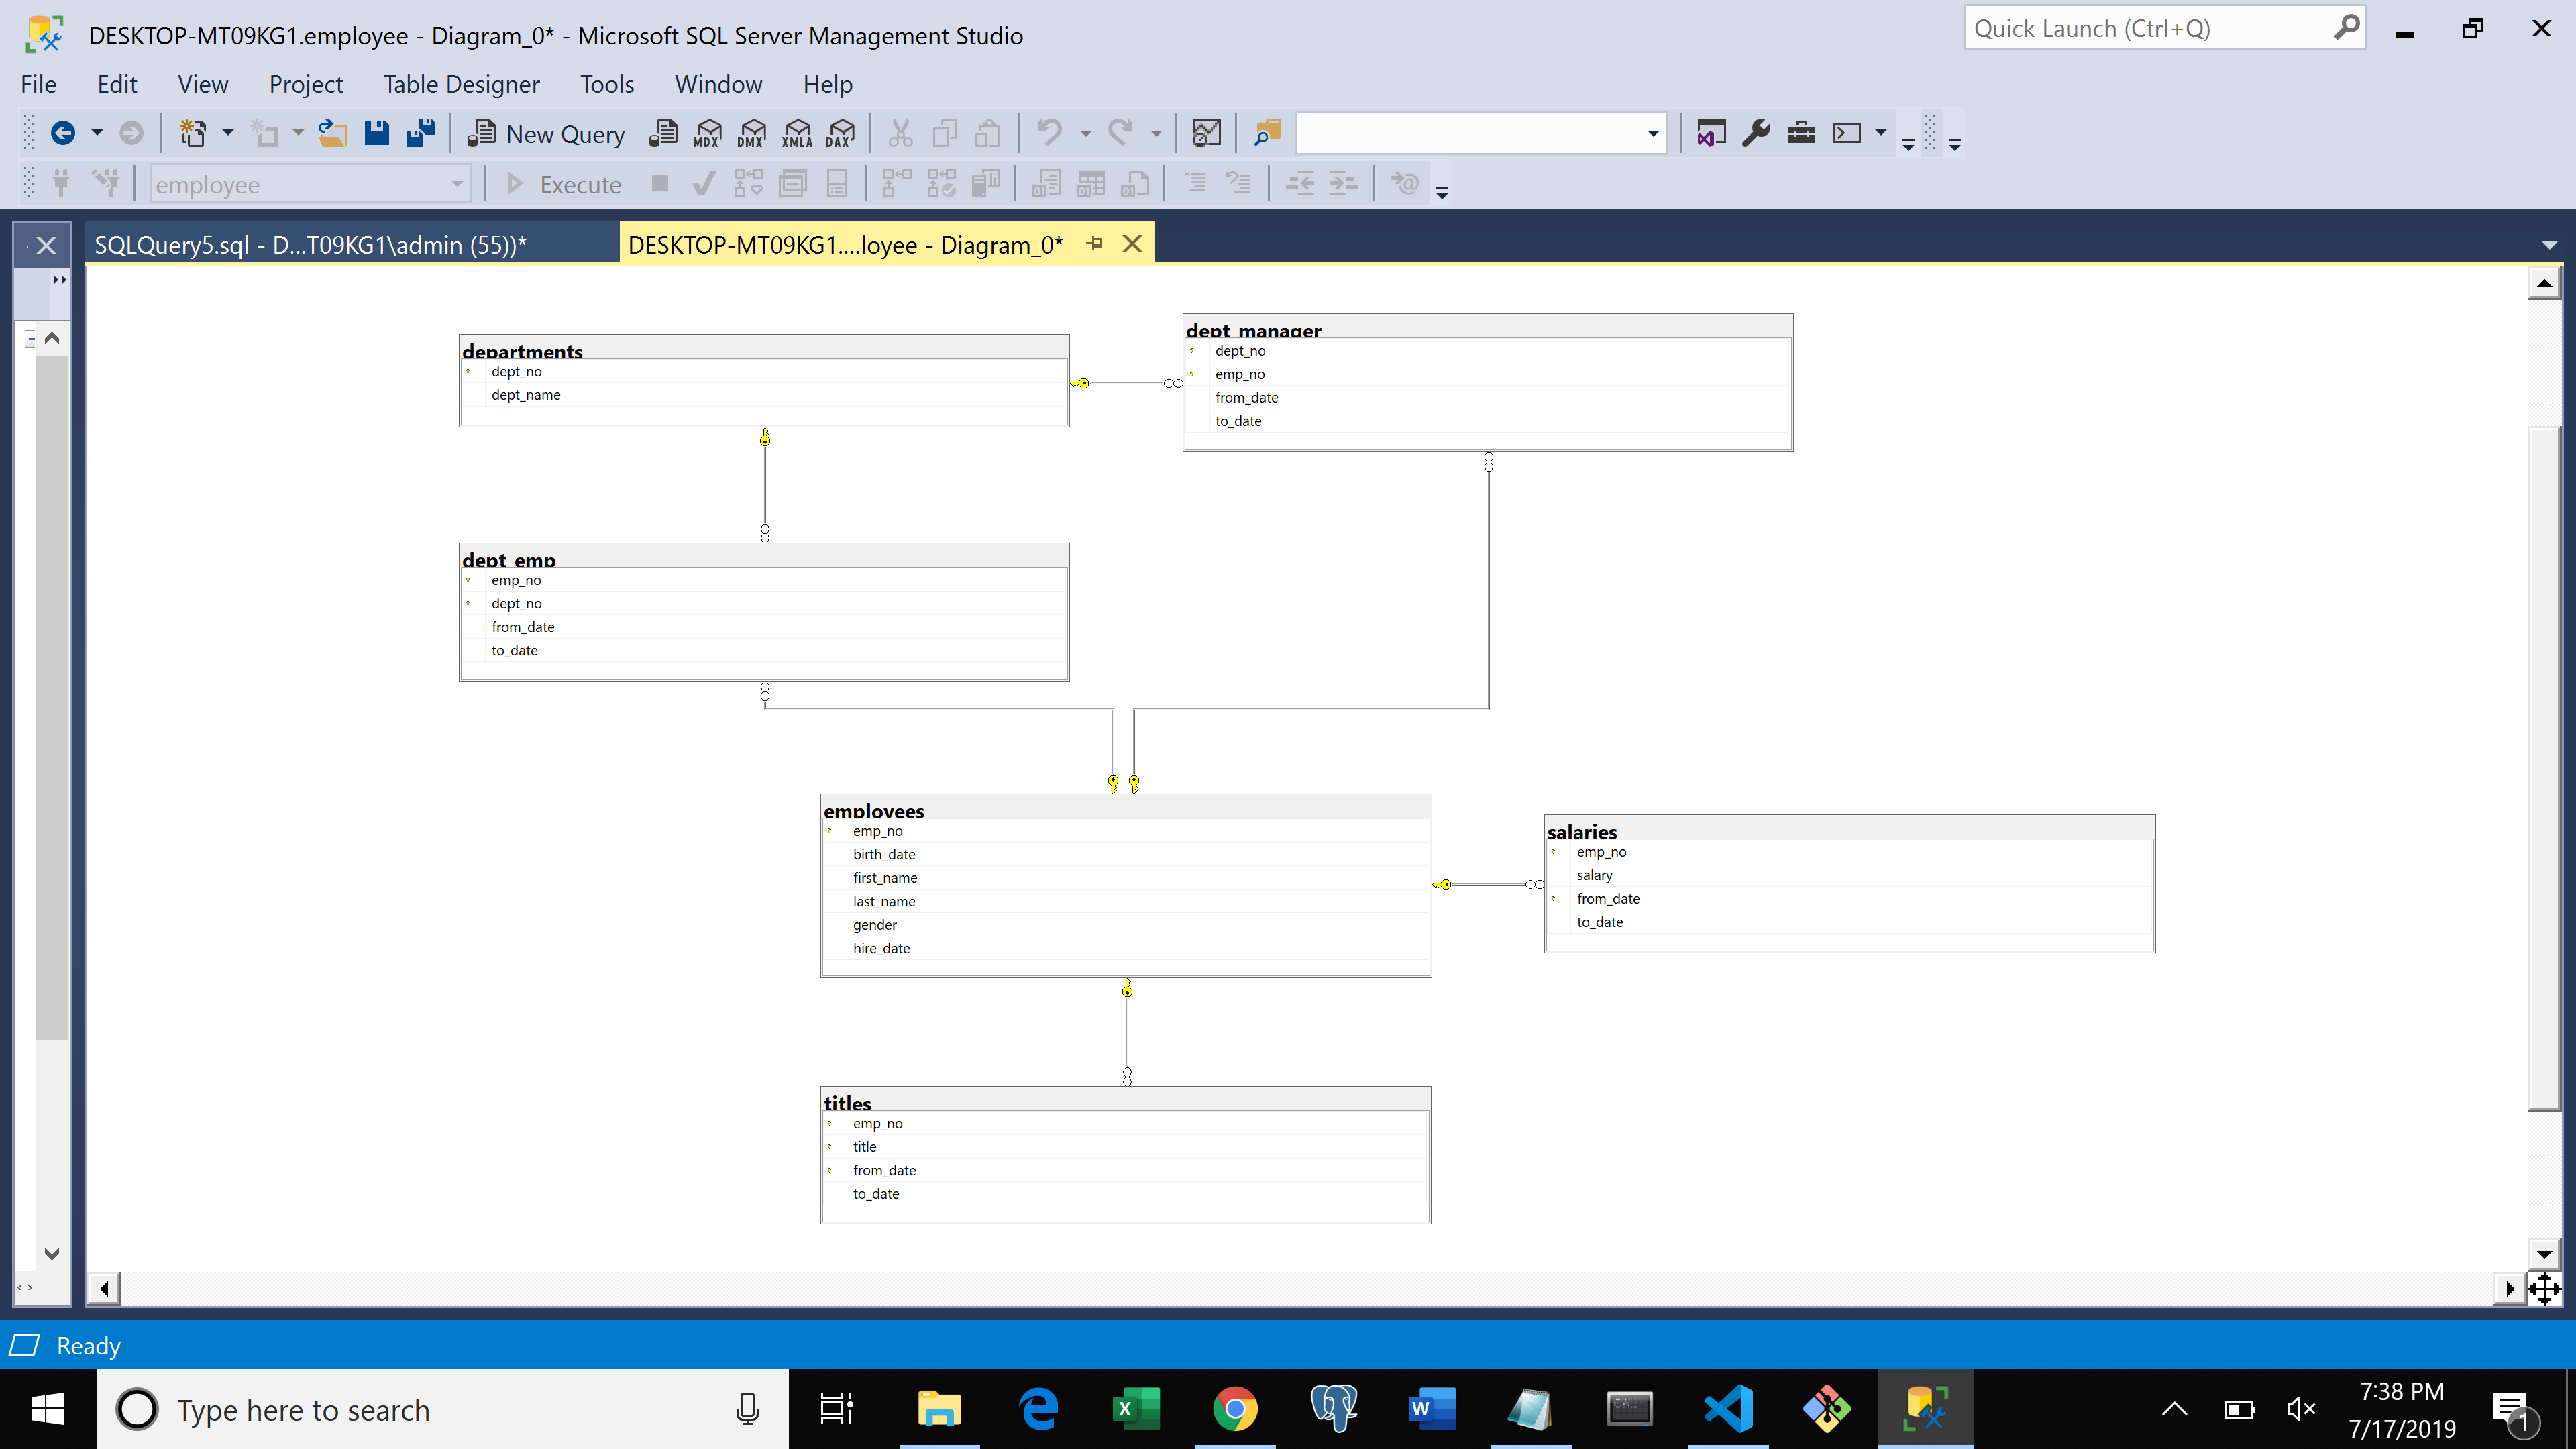 DESKTOP-MT09KG1.employee - Diagram_0* - Microsoft SQL Server Management Studio
Quick Launch (Ctrl+Q)
File Edit View Project Table Designer Tools Window Help
New Query MDX DMX XMLA DAX
employee Execute
SQLQuery5.sql - D...T09KG1\admin (55))*
DESKTOP-MT09KG1....loyee - Diagram_0*
departments
dept_no
dept_name
dept_manager
dept_no
emp_no
from_date
to_date
dept_emp
emp_no
dept_no
from_date
to_date
employees
emp_no
birth_date
first_name
last_name
gender
hire_date
salaries
emp_no
salary
from_date
to_date
titles
emp_no
title
from_date
to_date
Ready
Type here to search
7:38 PM
7/17/2019
1